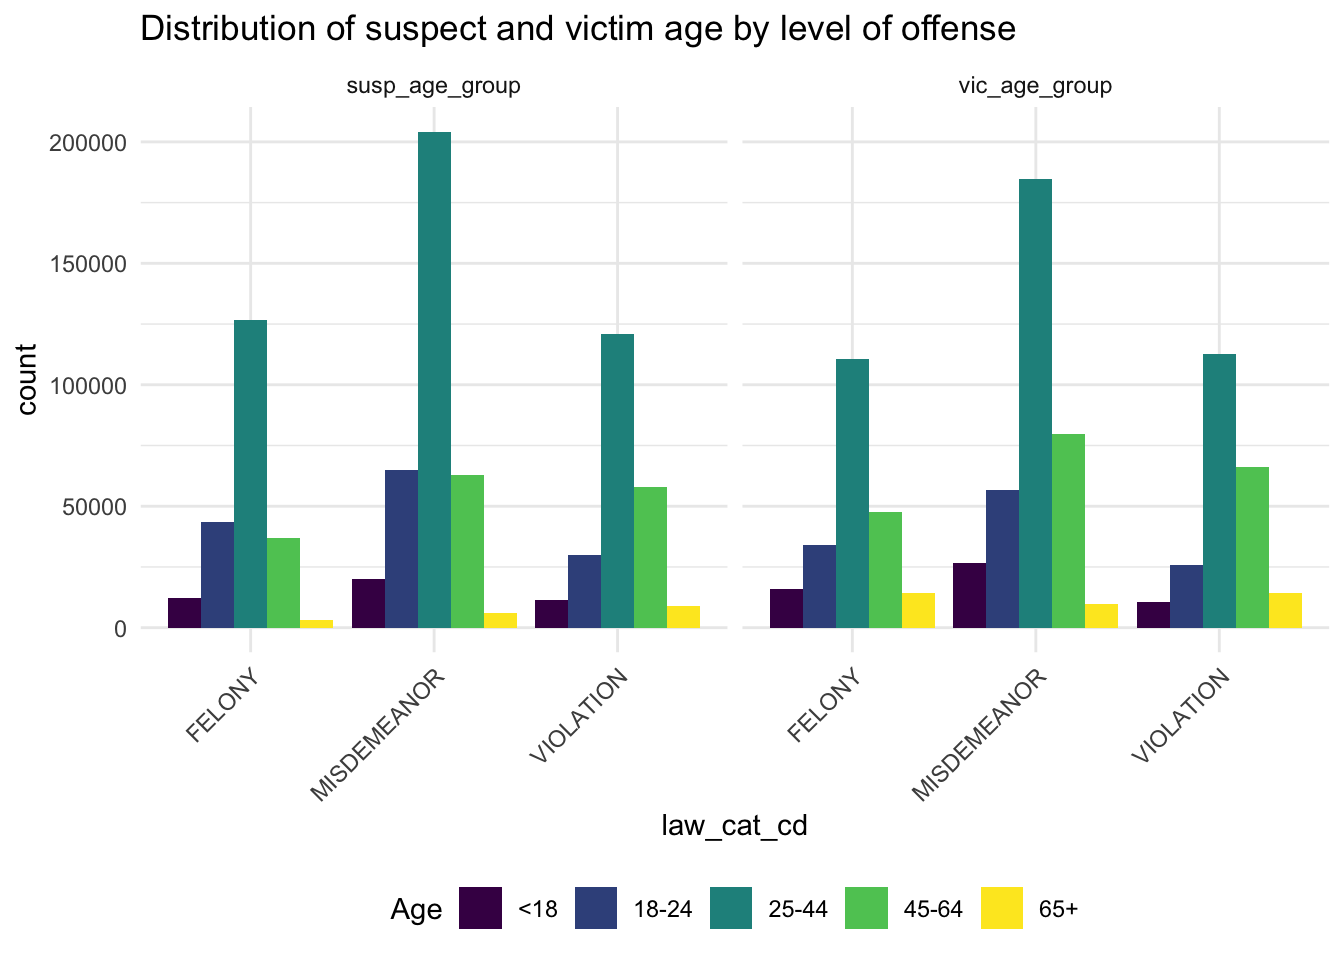 Distribution of suspect and victim age by level of offense
susp_age_group
vic_age_group
200000
150000
100000
50000
0
count
FELONY
MISDEMEANOR
VIOLATION
FELONY
MISDEMEANOR
VIOLATION
law_cat_cd
Age <18 18-24 25-44 45-64 65+